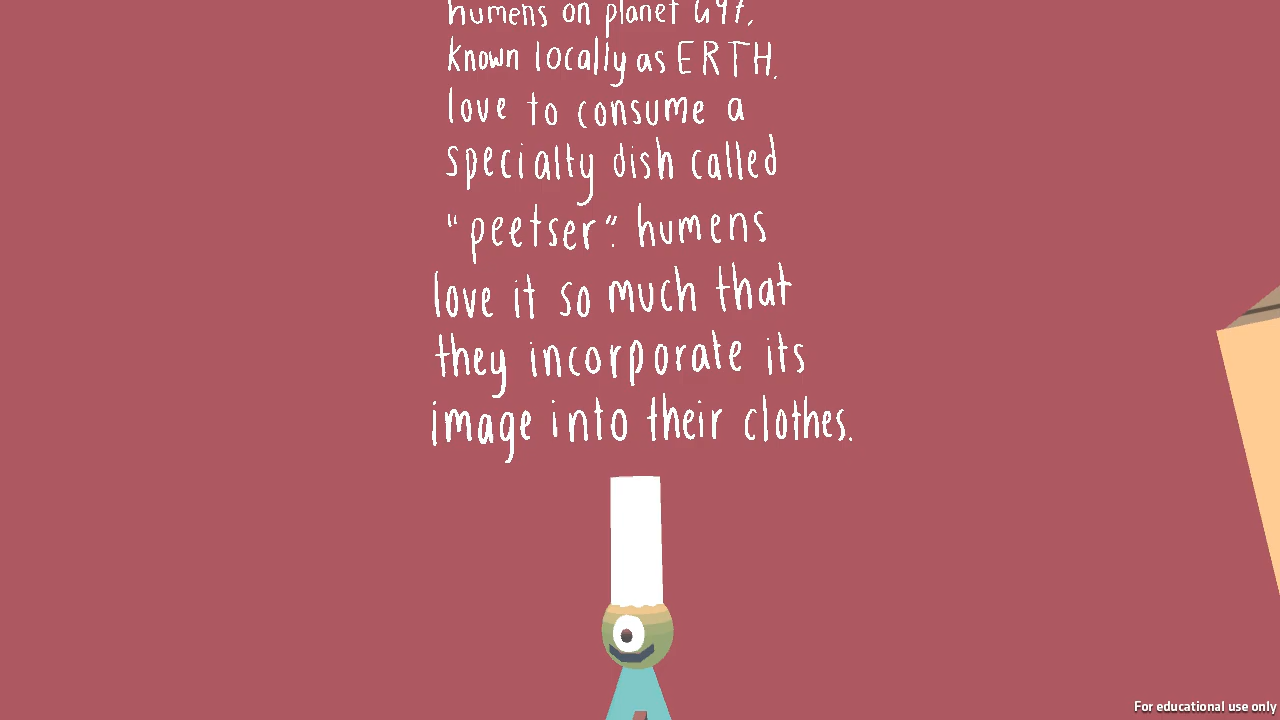 humens on planet G97,
known locally as ERTH.
love to consume a
specialty dish called
"peetser". humens
love it so much that
they incorporate its
image into their clothes.
For educational use only